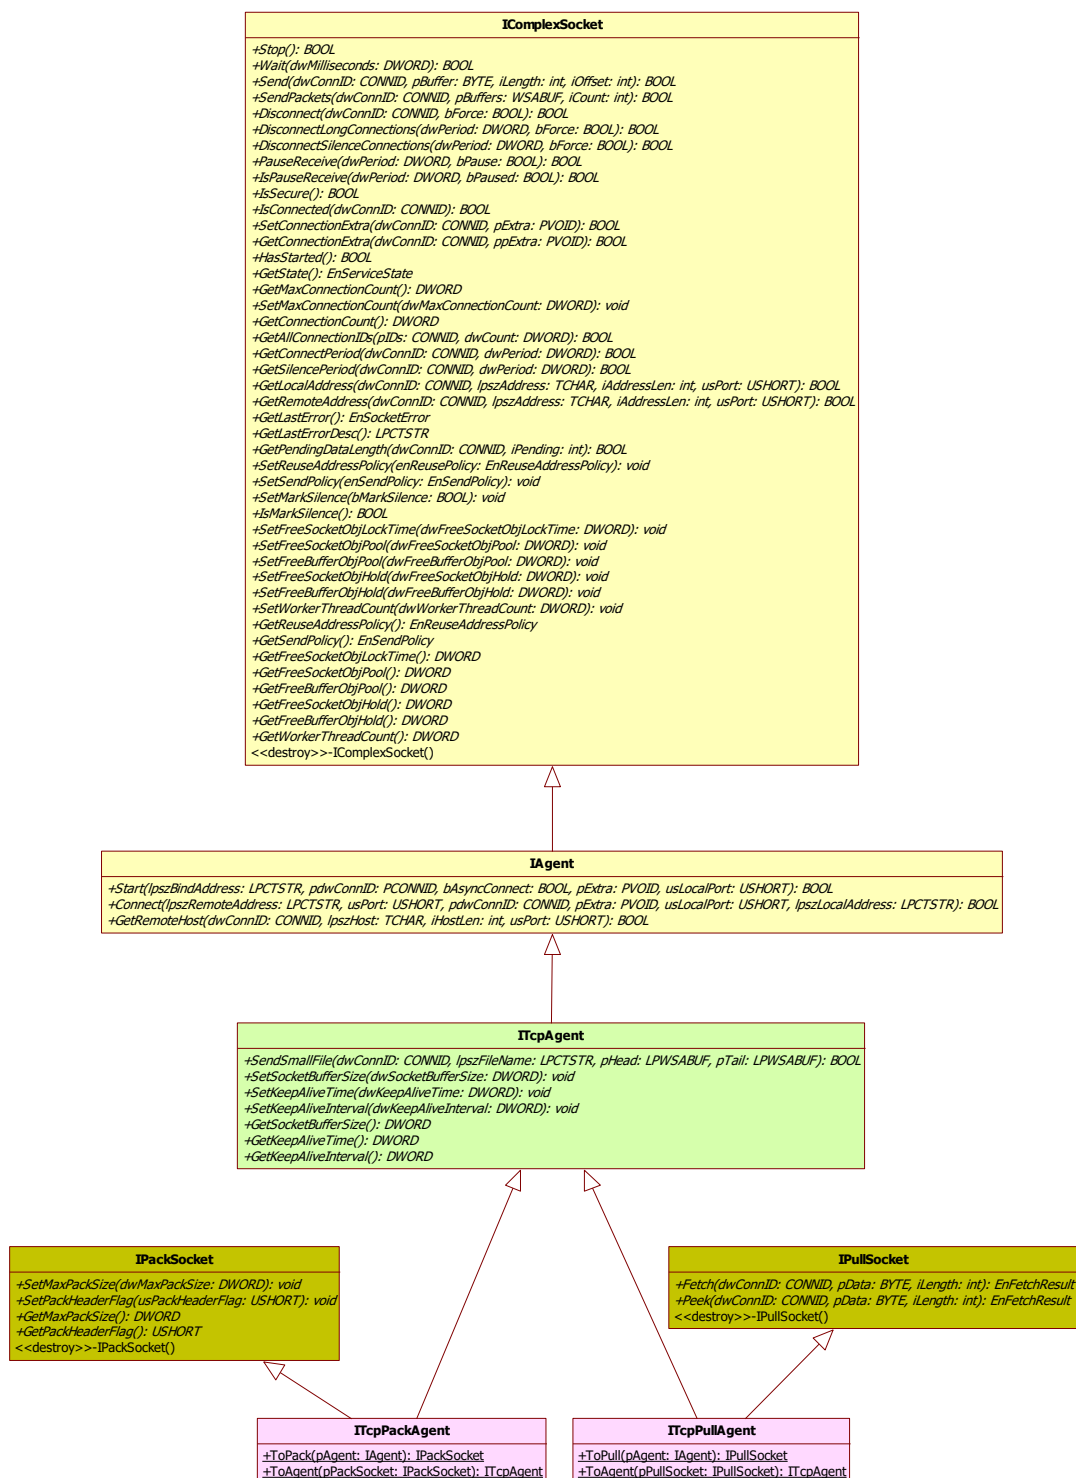 IComplexSocket
+Stop(): BOOL
+Wait(dwMilliseconds: DWORD): BOOL
+Send(dwConnID: CONNID, pBuffer: BYTE, iLength: int, iOffset: int): BOOL
+SendPackets(dwConnID: CONNID, pBuffers: WSABUF, iCount: int): BOOL
+Disconnect(dwConnID: CONNID, bForce: BOOL): BOOL
+DisconnectLongConnections(dwPeriod: DWORD, bForce: BOOL): BOOL
+DisconnectSilenceConnections(dwPeriod: DWORD, bForce: BOOL): BOOL
+PauseReceive(dwPeriod: DWORD, bPause: BOOL): BOOL
+IsPauseReceive(dwPeriod: DWORD, bPaused: BOOL): BOOL
+IsSecure(): BOOL
+IsConnected(dwConnID: CONNID): BOOL
+SetConnectionExtra(dwConnID: CONNID, pExtra: PVOID): BOOL
+GetConnectionExtra(dwConnID: CONNID, ppExtra: PVOID): BOOL
+HasStarted(): BOOL
+GetState(): EnServiceState
+GetMaxConnectionCount(): DWORD
+SetMaxConnectionCount(dwMaxConnectionCount: DWORD): void
+GetConnectionCount(): DWORD
+GetAllConnectionIDs(pIDs: CONNID, dwCount: DWORD): BOOL
+GetConnectPeriod(dwConnID: CONNID, dwPeriod: DWORD): BOOL
+GetSilencePeriod(dwConnID: CONNID, dwPeriod: DWORD): BOOL
+GetLocalAddress(dwConnID: CONNID, lpszAddress: TCHAR, iAddressLen: int, usPort: USHORT): BOOL
+GetRemoteAddress(dwConnID: CONNID, lpszAddress: TCHAR, iAddressLen: int, usPort: USHORT): BOOL
+GetLastError(): EnSocketError
+GetLastErrorDesc(): LPCTSTR
+GetPendingDataLength(dwConnID: CONNID, iPending: int): BOOL
+SetReuseAddressPolicy(enReusePolicy: EnReuseAddressPolicy): void
+SetSendPolicy(enSendPolicy: EnSendPolicy): void
+SetMarkSilence(bMarkSilence: BOOL): void
+IsMarkSilence(): BOOL
+SetFreeSocketObjLockTime(dwFreeSocketObjLockTime: DWORD): void
+SetFreeSocketObjPool(dwFreeSocketObjPool: DWORD): void
+SetFreeBufferObjPool(dwFreeBufferObjPool: DWORD): void
+SetFreeSocketObjHold(dwFreeSocketObjHold: DWORD): void
+SetFreeBufferObjHold(dwFreeBufferObjHold: DWORD): void
+SetWorkerThreadCount(dwWorkerThreadCount: DWORD): void
+GetReuseAddressPolicy(): EnReuseAddressPolicy
+GetSendPolicy(): EnSendPolicy
+GetFreeSocketObjLockTime(): DWORD
+GetFreeSocketObjPool(): DWORD
+GetFreeBufferObjPool(): DWORD
+GetFreeSocketObjHold(): DWORD
+GetFreeBufferObjHold(): DWORD
+GetWorkerThreadCount(): DWORD
<<destroy>>-IComplexSocket()
IAgent
+Start(lpszBindAddress: LPCTSTR, pdwConnID: PCONNID, bAsyncConnect: BOOL, pExtra: PVOID, usLocalPort: USHORT): BOOL
+Connect(lpszRemoteAddress: LPCTSTR, usPort: USHORT, pdwConnID: CONNID, pExtra: PVOID, usLocalPort: USHORT, lpszLocalAddress: LPCTSTR): BOOL
+GetRemoteHost(dwConnID: CONNID, lpszHost: TCHAR, iHostLen: int, usPort: USHORT): BOOL
ITcpAgent
+SendSmallFile(dwConnID: CONNID, lpszFileName: LPCTSTR, pHead: LPWSABUF, pTail: LPWSABUF): BOOL
+SetSocketBufferSize(dwSocketBufferSize: DWORD): void
+SetKeepAliveTime(dwKeepAliveTime: DWORD): void
+SetKeepAliveInterval(dwKeepAliveInterval: DWORD): void
+GetSocketBufferSize(): DWORD
+GetKeepAliveTime(): DWORD
+GetKeepAliveInterval(): DWORD
IPackSocket
+SetMaxPackSize(dwMaxPackSize: DWORD): void
+SetPackHeaderFlag(usPackHeaderFlag: USHORT): void
+GetMaxPackSize(): DWORD
+GetPackHeaderFlag(): USHORT
<<destroy>>-IPackSocket()
IPullSocket
+Fetch(dwConnID: CONNID, pData: BYTE, iLength: int): EnFetchResult
+Peek(dwConnID: CONNID, pData: BYTE, iLength: int): EnFetchResult
<<destroy>>-IPullSocket()
ITcpPackAgent
+ToPack(pAgent: IAgent): IPackSocket
+ToAgent(pPackSocket: IPackSocket): ITcpAgent
ITcpPullAgent
+ToPull(pAgent: IAgent): IPullSocket
+ToAgent(pPullSocket: IPullSocket): ITcpAgent